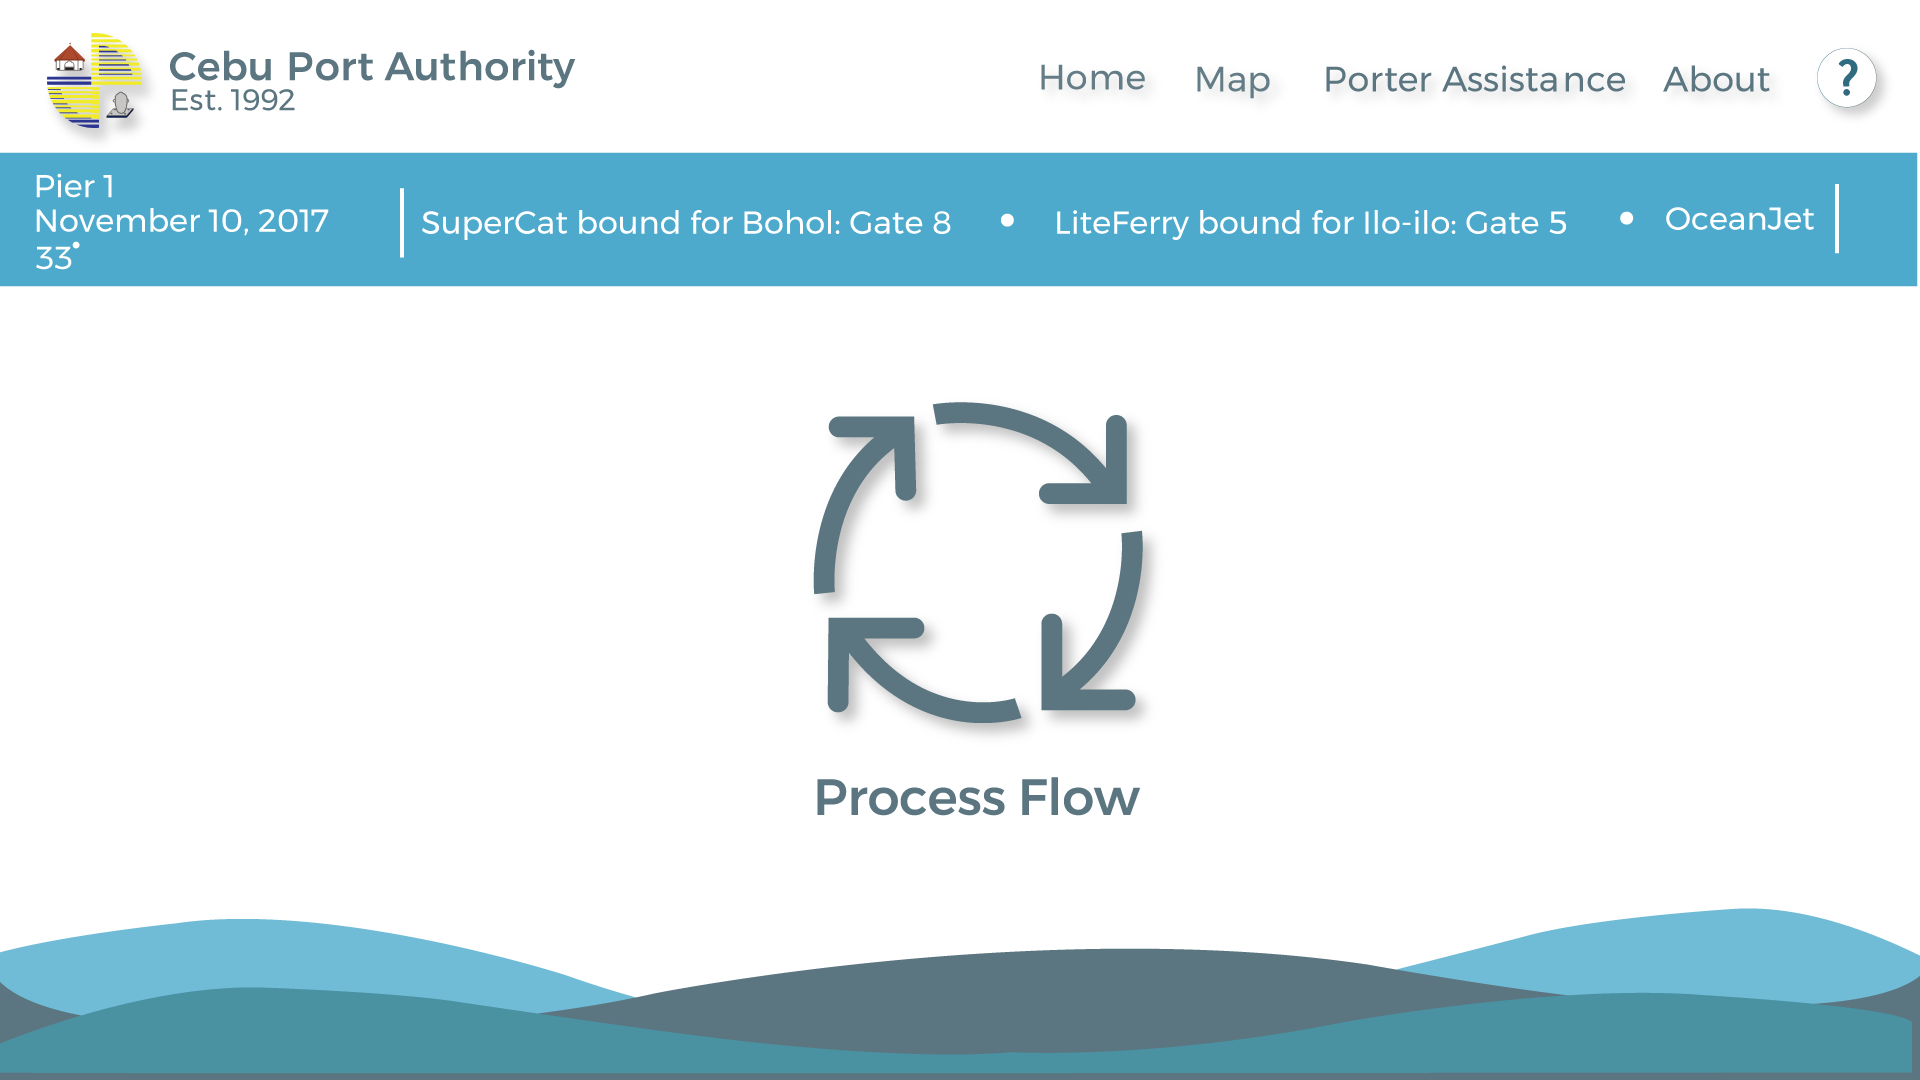 Cebu Port Authority
Est. 1992
Home Map Porter Assistance About ?
Pier 1
November 10, 2017
33°
SuperCat bound for Bohol: Gate 8 • LiteFerry bound for Ilo-ilo: Gate 5 • OceanJet
Process Flow